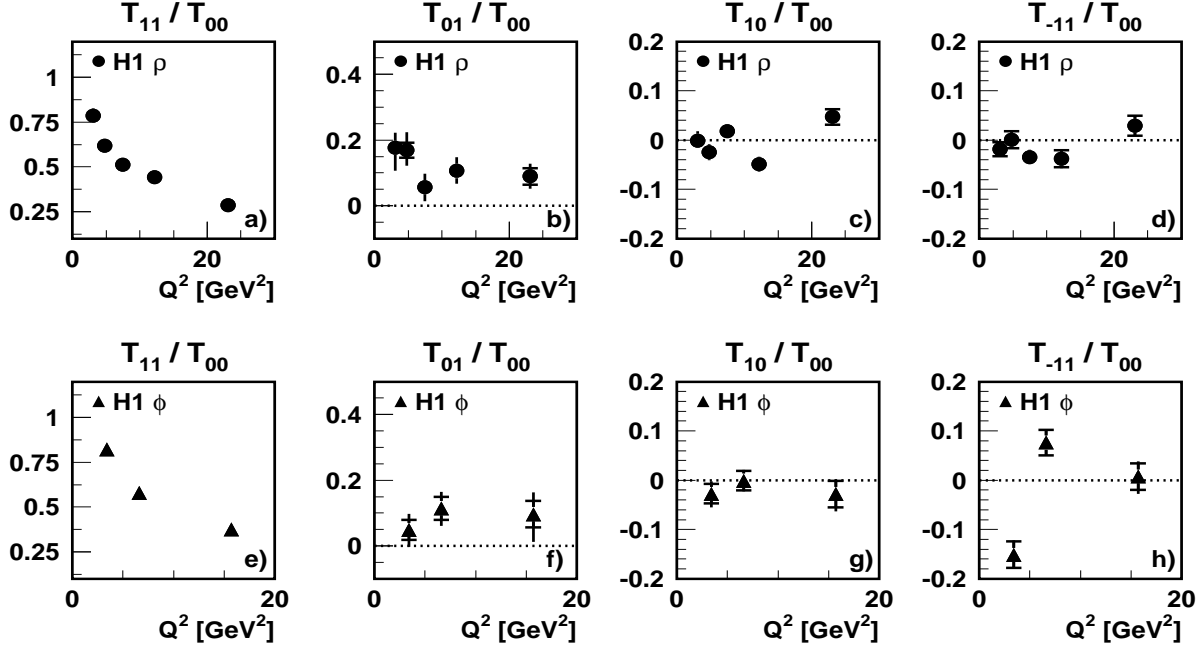 T11 / T00
T01 / T00
T10 / T00
T-11 / T00
H1 ρ
1
0.75
0.5
0.25
a)
0
20
Q2 [GeV2]
H1 ρ
0.4
0.2
0
b)
0
20
Q2 [GeV2]
H1 ρ
0.2
0.1
0
-0.1
-0.2
c)
0
20
Q2 [GeV2]
H1 ρ
0.2
0.1
0
-0.1
-0.2
d)
0
20
Q2 [GeV2]
T11 / T00
T01 / T00
T10 / T00
T-11 / T00
H1 ϕ
1
0.75
0.5
0.25
e)
0
10
20
Q2 [GeV2]
H1 ϕ
0.4
0.2
0
f)
0
10
20
Q2 [GeV2]
H1 ϕ
0.2
0.1
0
-0.1
-0.2
g)
0
10
20
Q2 [GeV2]
H1 ϕ
0.2
0.1
0
-0.1
-0.2
h)
0
10
20
Q2 [GeV2]